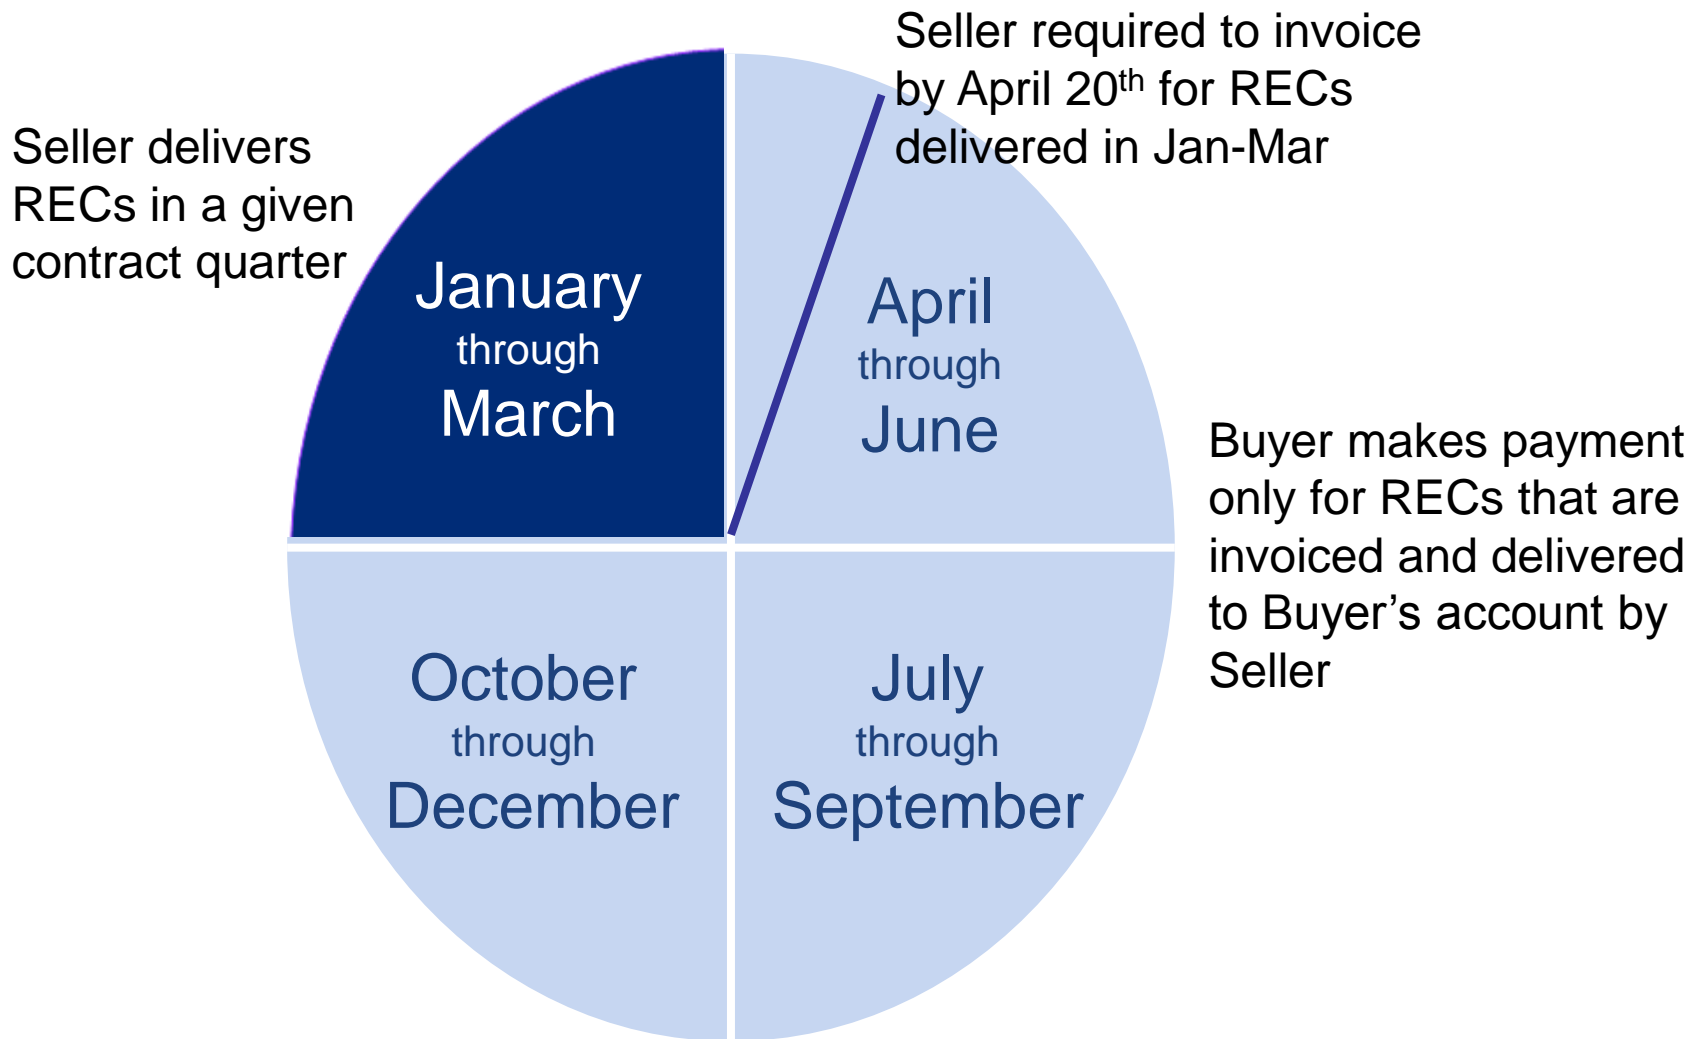 Seller delivers
RECs in a given
contract quarter
Seller required to invoice
by April 20th for RECs
delivered in Jan-Mar
January
through
March
April
through
June
Buyer makes payment
only for RECs that are
invoiced and delivered
to Buyer’s account by
Seller
October
through
December
July
through
September